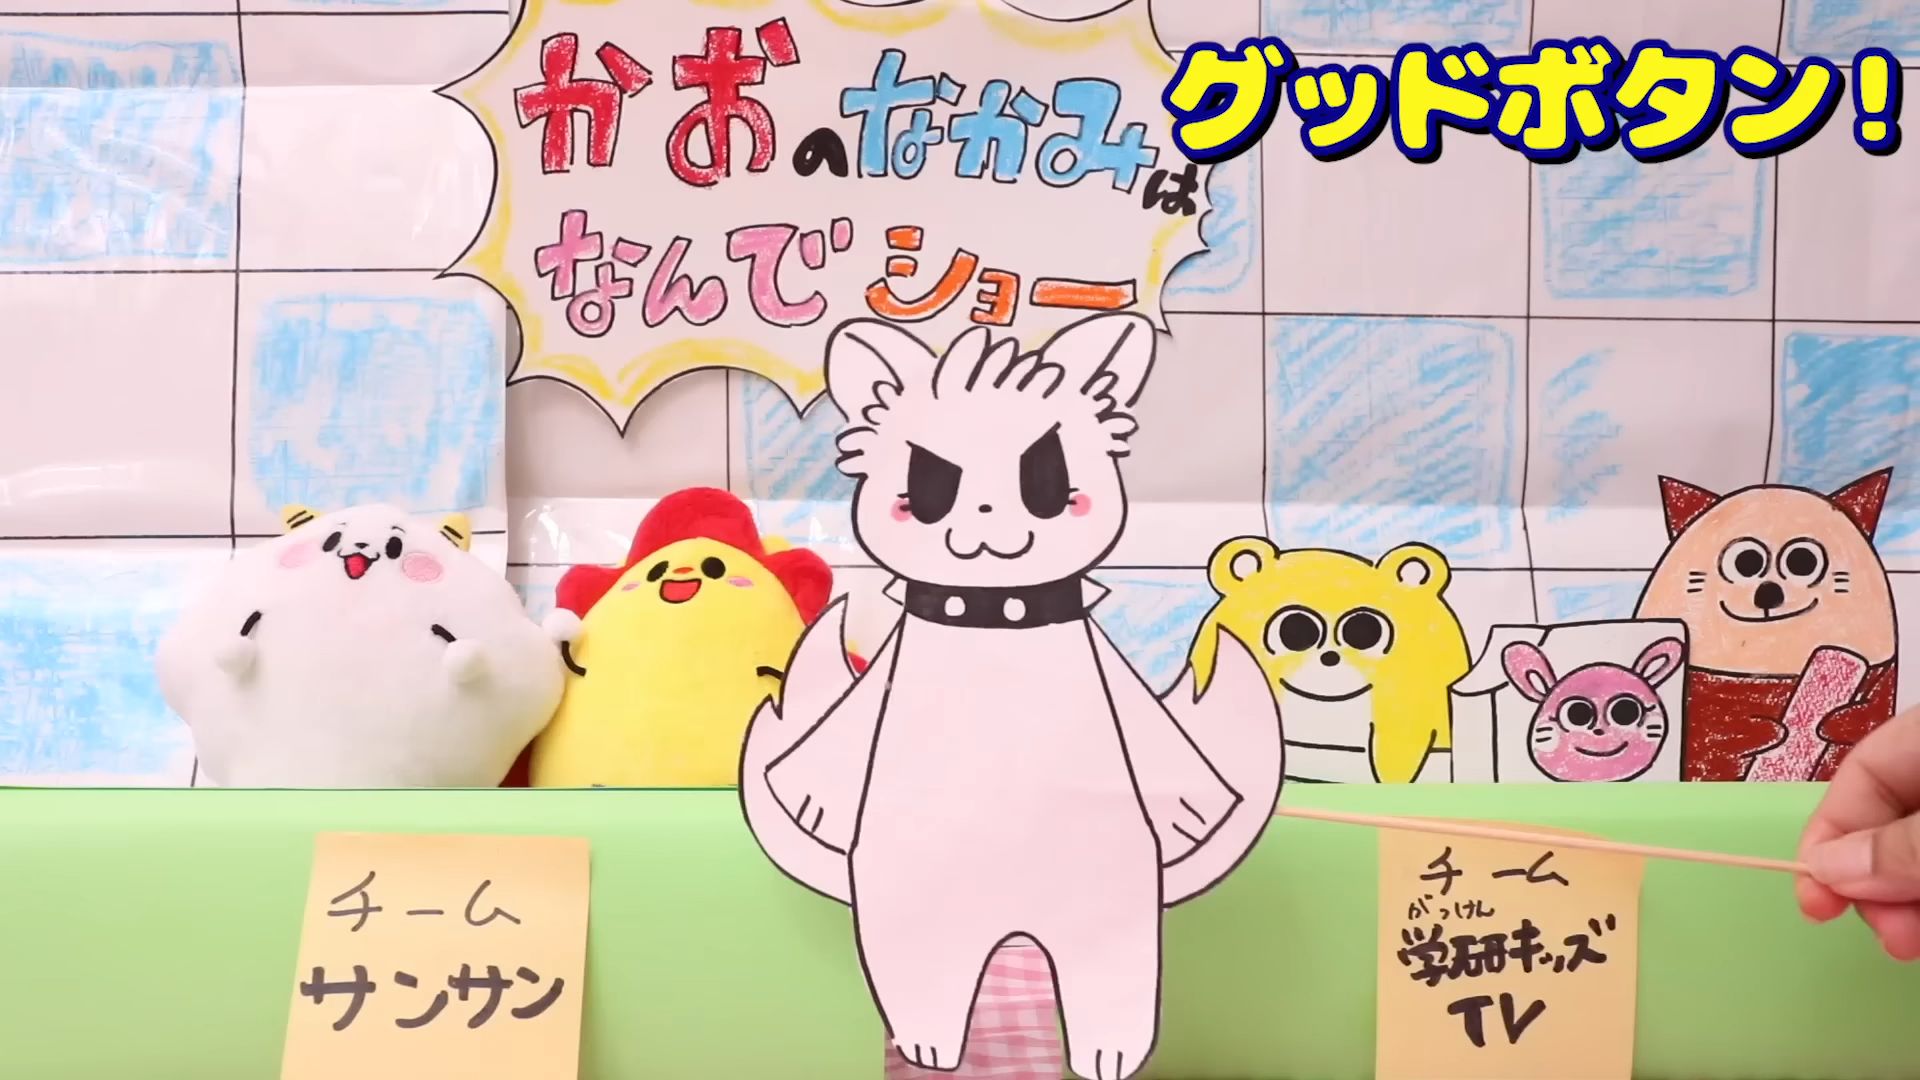 かおのなかみは
なんでショー
グッドボタン!
チーム
サンサン
チーム
がっけん
学研キッズ
TV